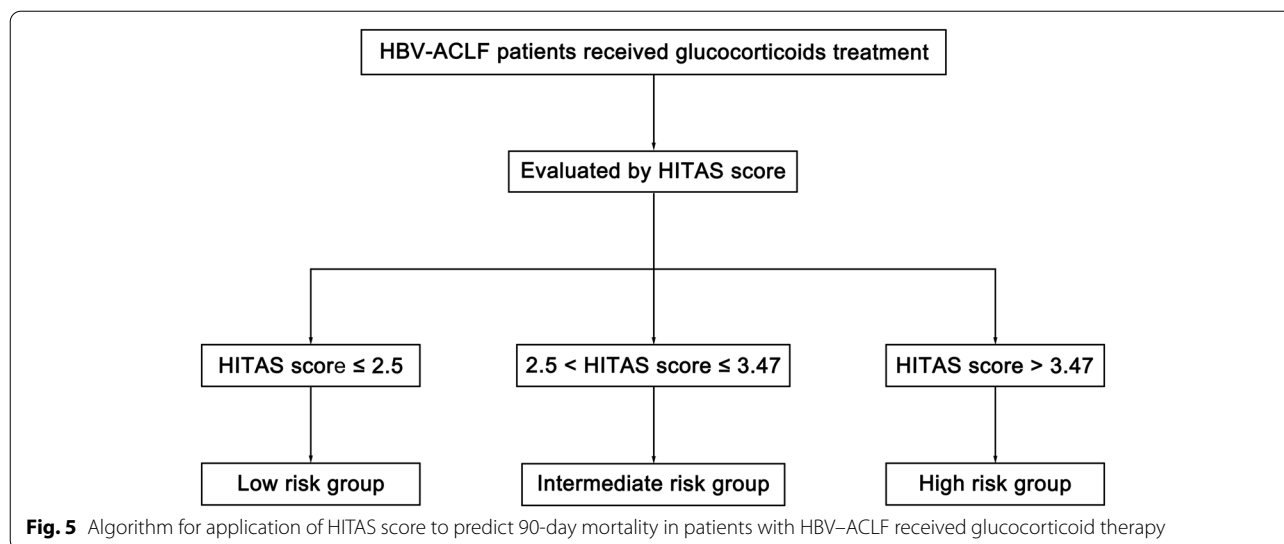 HBV-ACLF patients received glucocorticoids treatment
Evaluated by HITAS score
HITAS score ≤ 2.5
2.5 < HITAS score ≤ 3.47
HITAS score > 3.47
Low risk group
Intermediate risk group
High risk group
Fig. 5 Algorithm for application of HITAS score to predict 90-day mortality in patients with HBV–ACLF received glucocorticoid therapy